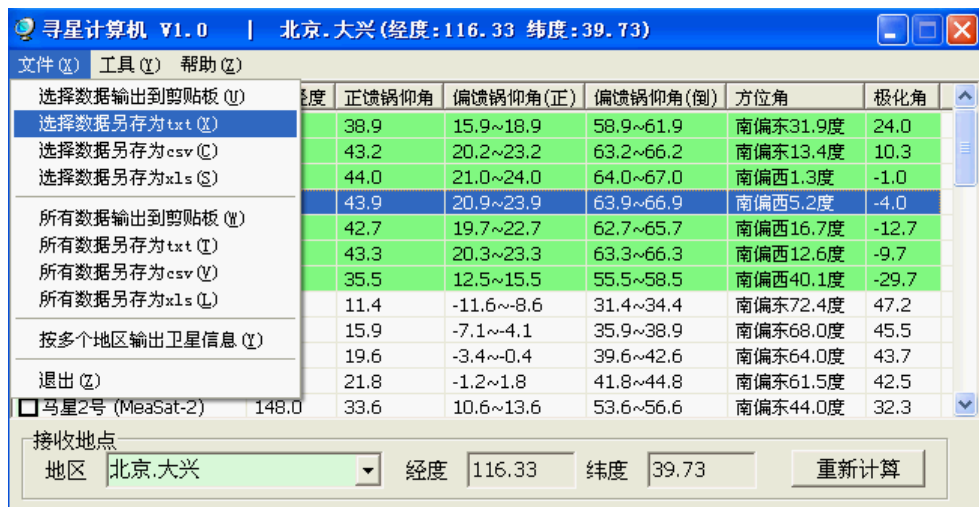 寻星计算机 V1.0 | 北京.大兴(经度:116.33 纬度:39.73)
文件(X) 工具(Y) 帮助(Z)
选择数据输出到剪贴板(U)
选择数据另存为txt(X)
选择数据另存为csv(C)
选择数据另存为xls(S)
所有数据输出到剪贴板(W)
所有数据另存为txt(T)
所有数据另存为csv(V)
所有数据另存为xls(L)
按多个地区输出卫星信息(Y)
退出(Z)
经度 正馈锅仰角 偏馈锅仰角(正) 偏馈锅仰角(倒) 方位角 极化角
38.9 15.9~18.9 58.9~61.9 南偏东31.9度 24.0
43.2 20.2~23.2 63.2~66.2 南偏东13.4度 10.3
44.0 21.0~24.0 64.0~67.0 南偏西1.3度 -1.0
43.9 20.9~23.9 63.9~66.9 南偏西5.2度 -4.0
42.7 19.7~22.7 62.7~65.7 南偏西16.7度 -12.7
43.3 20.3~23.3 63.3~66.3 南偏西12.6度 -9.7
35.5 12.5~15.5 55.5~58.5 南偏西40.1度 -29.7
11.4 -11.6~-8.6 31.4~34.4 南偏东72.4度 47.2
15.9 -7.1~-4.1 35.9~38.9 南偏东68.0度 45.5
19.6 -3.4~-0.4 39.6~42.6 南偏东64.0度 43.7
21.8 -1.2~1.8 41.8~44.8 南偏东61.5度 42.5
马星2号 (MeaSat-2) 148.0 33.6 10.6~13.6 53.6~56.6 南偏东44.0度 32.3
接收地点
地区 北京.大兴 经度 116.33 纬度 39.73 重新计算